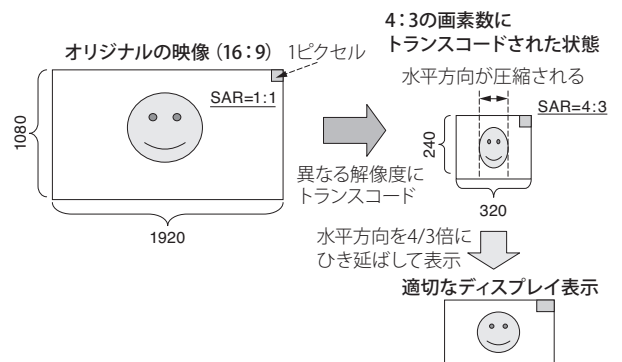 オリジナルの映像（16：9）
1ピクセル
SAR=1：1
1080
1920
異なる解像度に
トランスコード
4：3の画素数に
トランスコードされた状態
水平方向が圧縮される
SAR=4：3
240
320
水平方向を4/3倍に
ひき延ばして表示
適切なディスプレイ表示